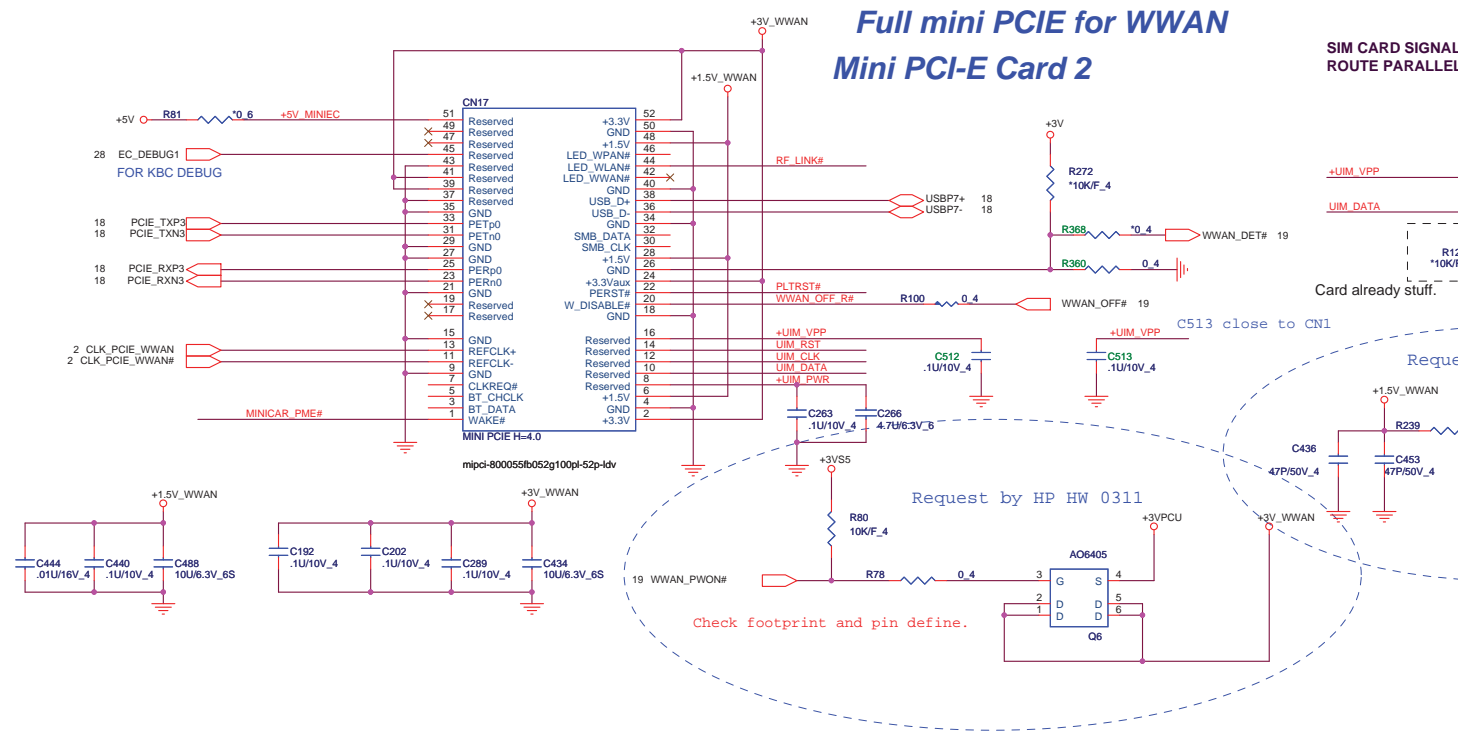 Full mini PCIE for WWAN
Mini PCI-E Card 2
SIM CARD SIGNAL
ROUTE PARALLEL
+3V_WWAN
+1.5V_WWAN
CN17
+5V R81 *0_6 +5V_MINIEC
28 EC_DEBUG1
FOR KBC DEBUG
18 PCIE_TXP3
18 PCIE_TXN3
18 PCIE_RXP3
18 PCIE_RXN3
2 CLK_PCIE_WWAN
2 CLK_PCIE_WWAN#
MINICAR_PME#
51 Reserved +3.3V 52
49 Reserved GND 50
47 Reserved +1.5V 48
45 Reserved LED_WPAN# 46
43 Reserved LED_WLAN# 44 RF_LINK#
41 Reserved LED_WWAN# 42
39 Reserved GND 40
37 Reserved USB_D+ 38 USBP7+ 18
35 GND USB_D- 36 USBP7- 18
33 PETp0 GND 34
31 PETn0 SMB_DATA 32
29 GND SMB_CLK 30
27 GND +1.5V 28
25 PERp0 GND 26
23 PERn0 +3.3Vaux 24
21 GND PERST# 22 PLTRST#
19 Reserved W_DISABLE# 20 WWAN_OFF_R# R100 0_4 WWAN_OFF# 19
17 Reserved GND 18
15 GND Reserved 16 +UIM_VPP
13 REFCLK+ Reserved 14 UIM_RST
11 REFCLK- Reserved 12 UIM_CLK
9 GND Reserved 10 UIM_DATA
7 CLKREQ# Reserved 8 +UIM_PWR
5 BT_CHCLK +1.5V 6
3 BT_DATA GND 4
1 WAKE# +3.3V 2
MINI PCIE H=4.0
mipci-800055fb052g100pl-52p-ldv
+3V
R272
*10K/F_4
R368 *0_4 WWAN_DET# 19
R360 0_4
+UIM_VPP
UIM_DATA
R12
*10K/F
Card already stuff.
C512
.1U/10V_4
+UIM_VPP
C513
.1U/10V_4
C513 close to CN1
C263
.1U/10V_4
C266
4.7U/6.3V_6
Reque
+1.5V_WWAN
R239
C436
47P/50V_4
C453
47P/50V_4
+1.5V_WWAN
C444
.01U/16V_4
C440
.1U/10V_4
C488
10U/6.3V_6S
+3V_WWAN
C192
.1U/10V_4
C202
.1U/10V_4
C289
.1U/10V_4
C434
10U/6.3V_6S
+3VS5
Request by HP HW 0311
R80
10K/F_4
+3VPCU
+3V_WWAN
AO6405
19 WWAN_PWON# R78 0_4
3 G S 4
2 D D 5
1 D D 6
Q6
Check footprint and pin define.